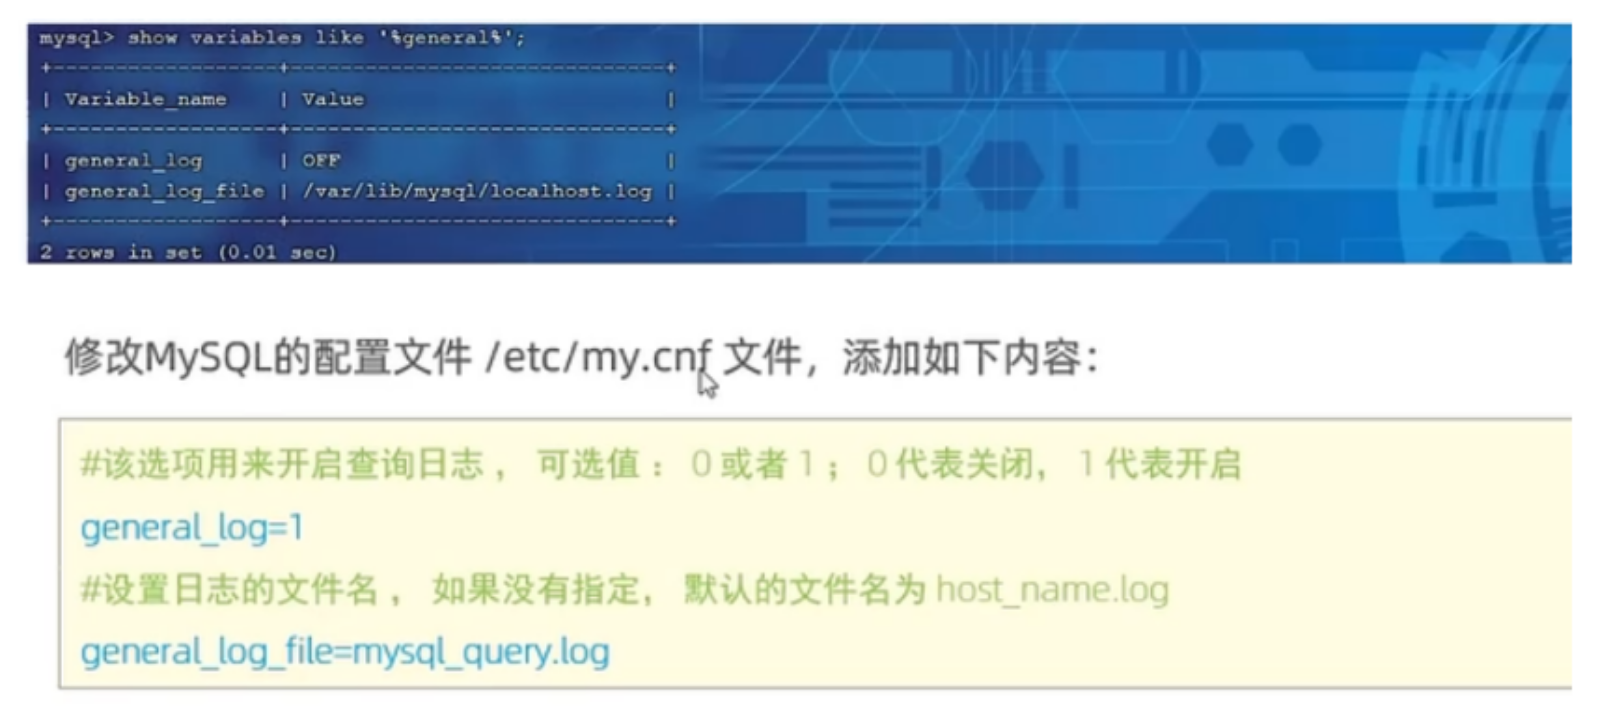 mysql> show variables like '%general%';
+------------------+------------------------------+
| Variable_name    | Value                        |
+------------------+------------------------------+
| general_log      | OFF                          |
| general_log_file | /var/lib/mysql/localhost.log |
+------------------+------------------------------+
2 rows in set (0.01 sec)
修改MySQL的配置文件 /etc/my.cnf 文件，添加如下内容：
#该选项用来开启查询日志 ， 可选值 ： 0 或者 1 ； 0 代表关闭， 1 代表开启
general_log=1
#设置日志的文件名 ， 如果没有指定， 默认的文件名为 host_name.log
general_log_file=mysql_query.log